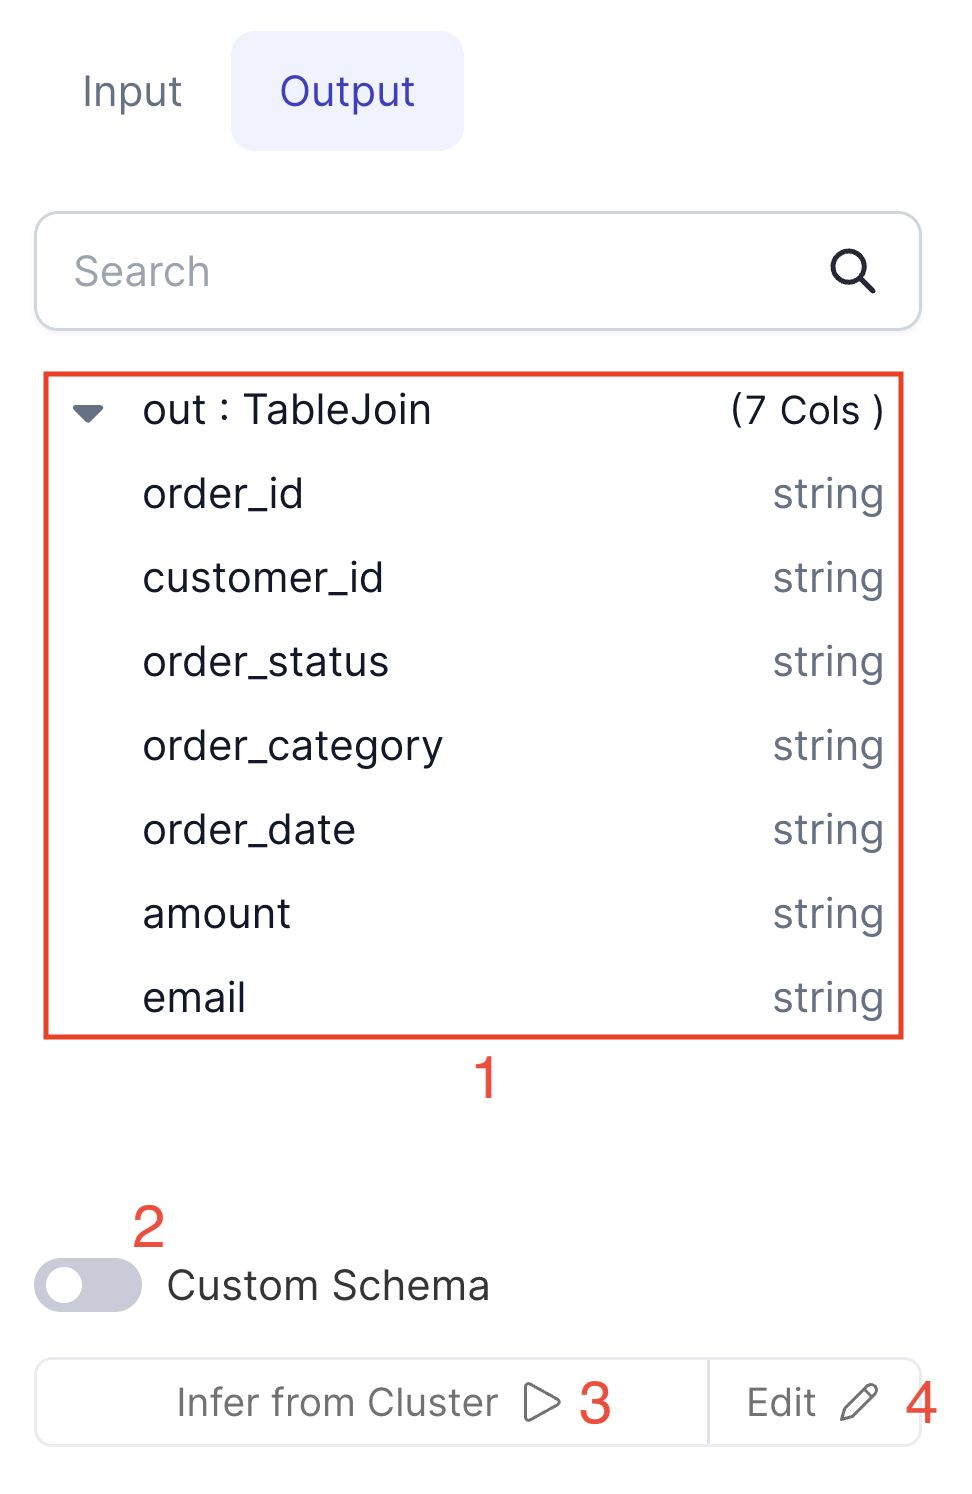 Input Output
Search
out : TableJoin (7 Cols )
order_id string
customer_id string
order_status string
order_category string
order_date string
amount string
email string
1
2
Custom Schema
Infer from Cluster 3 Edit 4